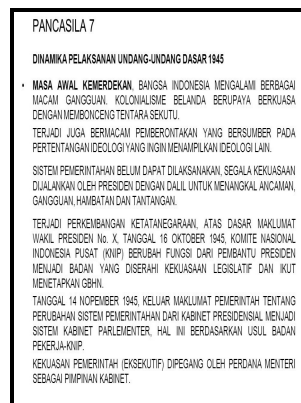 PANCASILA 7
DINAMIKA PELAKSANAN UNDANG-UNDANG DASAR 1945
• MASA AWAL KEMERDEKAN, BANGSA INDONESIA MENGALAMI BERBAGAI
MACAM GANGGUAN. KOLONIALISME BELANDA BERUPAYA BERKUASA
DENGAN MEMBONCENG TENTARA SEKUTU.
TERJADI JUGA BERMACAM PEMBERONTAKAN YANG BERSUMBER PADA
PERTENTANGAN IDEOLOGI YANG INGIN MENAMPILKAN IDEOLOGI LAIN.
SISTEM PEMERINTAHAN BELUM DAPAT DILAKSANAKAN, SEGALA KEKUASAAN
DIJALANKAN OLEH PRESIDEN DENGAN DALIL UNTUK MENANGKAL ANCAMAN,
GANGGUAN, HAMBATAN DAN TANTANGAN.
TERJADI PERKEMBANGAN KETATANEGARAAN, ATAS DASAR MAKLUMAT
WAKIL PRESIDEN No. X, TANGGAL 16 OKTOBER 1945, KOMITE NASIONAL
INDONESIA PUSAT (KNIP) BERUBAH FUNGSI DARI PEMBANTU PRESIDEN
MENJADI BADAN YANG DISERAHI KEKUASAAN LEGISLATIF DAN IKUT
MENETAPKAN GBHN.
TANGGAL 14 NOPEMBER 1945, KELUAR MAKLUMAT PEMERINTAH TENTANG
PERUBAHAN SISTEM PEMERINTAHAN DARI KABINET PRESIDENSIAL MENJADI
SISTEM KABINET PARLEMENTER, HAL INI BERDASARKAN USUL BADAN
PEKERJA-KNIP.
KEKUASAN PEMERINTAH (EKSEKUTIF) DIPEGANG OLEH PERDANA MENTERI
SEBAGAI PIMPINAN KABINET.